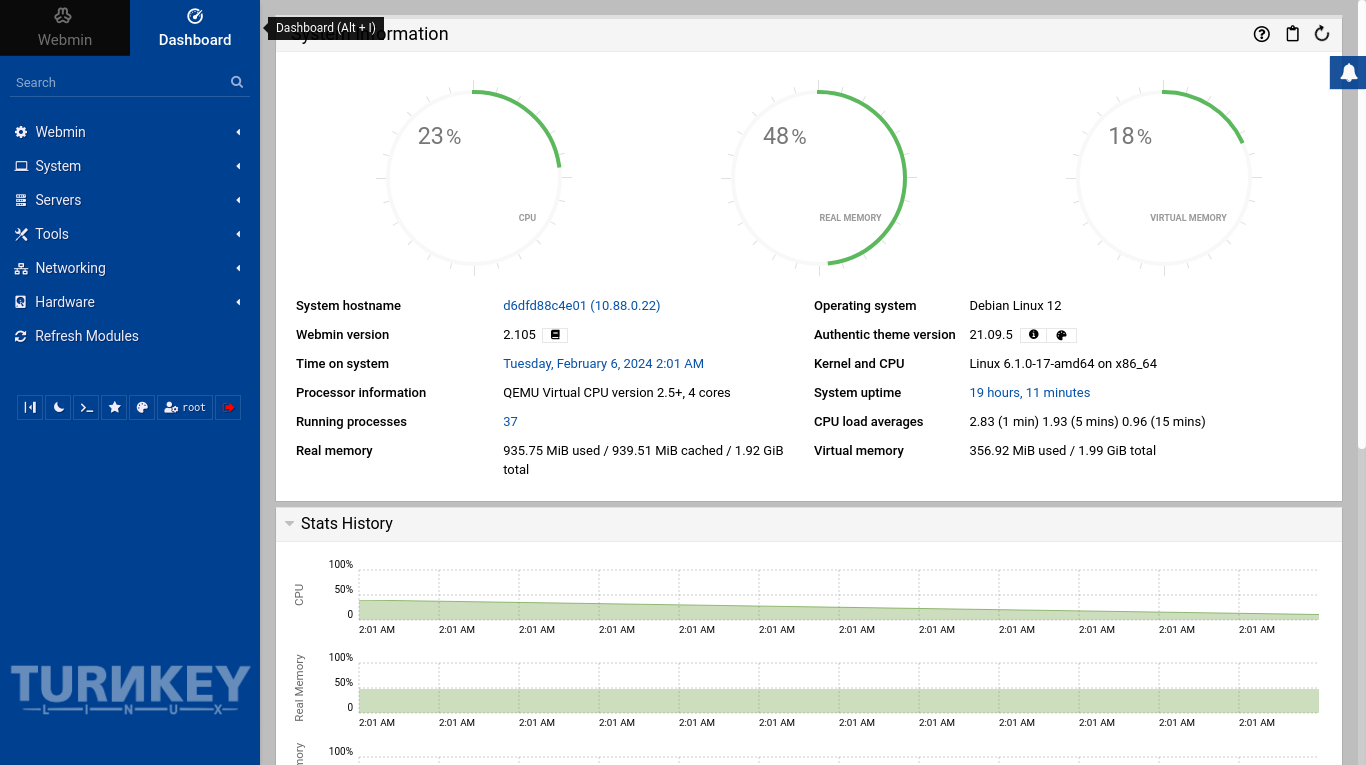 Webmin
Dashboard
Dashboard (Alt + I)
System Information
Search
Webmin
System
Servers
Tools
Networking
Hardware
Refresh Modules
root
TURNKEY
LINUX
23%
CPU
48%
REAL MEMORY
18%
VIRTUAL MEMORY
System hostname
d6dfd88c4e01 (10.88.0.22)
Operating system
Debian Linux 12
Webmin version
2.105
Authentic theme version
21.09.5
Time on system
Tuesday, February 6, 2024 2:01 AM
Kernel and CPU
Linux 6.1.0-17-amd64 on x86_64
Processor information
QEMU Virtual CPU version 2.5+, 4 cores
System uptime
19 hours, 11 minutes
Running processes
37
CPU load averages
2.83 (1 min) 1.93 (5 mins) 0.96 (15 mins)
Real memory
935.75 MiB used / 939.51 MiB cached / 1.92 GiB
total
Virtual memory
356.92 MiB used / 1.99 GiB total
Stats History
CPU
100%
50%
0
2:01 AM 2:01 AM 2:01 AM 2:01 AM 2:01 AM 2:01 AM 2:01 AM 2:01 AM 2:01 AM 2:01 AM 2:01 AM 2:01 AM
Real Memory
100%
50%
0
2:01 AM 2:01 AM 2:01 AM 2:01 AM 2:01 AM 2:01 AM 2:01 AM 2:01 AM 2:01 AM 2:01 AM 2:01 AM 2:01 AM
100%